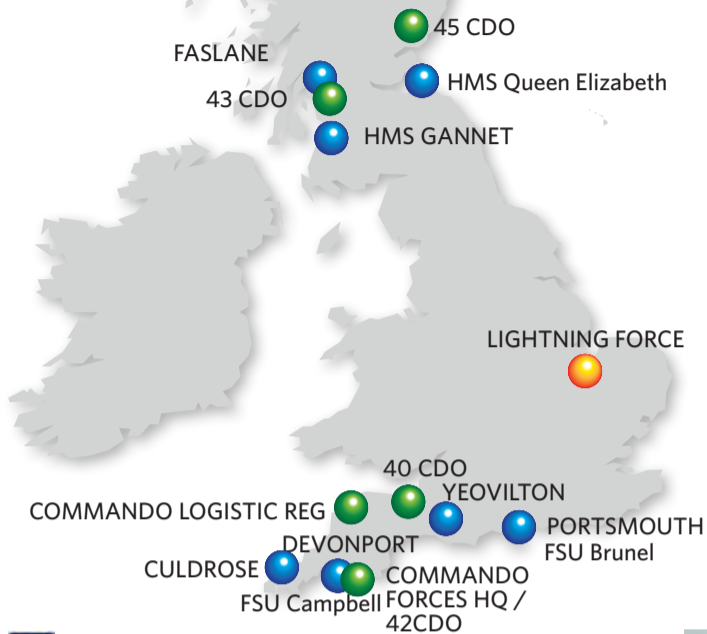 45 CDO
FASLANE
HMS Queen Elizabeth
43 CDO
HMS GANNET
LIGHTNING FORCE
40 CDO
YEOVILTON
COMMANDO LOGISTIC REG
PORTSMOUTH
FSU Brunel
DEVONPORT
CULDROSE
FSU Campbell
COMMANDO
FORCES HQ /
42CDO